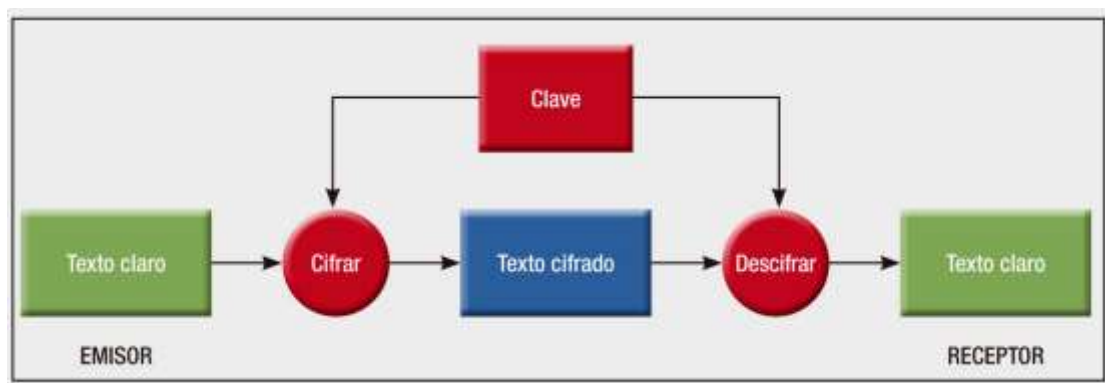 Clave
Texto claro
Cifrar
Texto cifrado
Descifrar
Texto claro
EMISOR
RECEPTOR